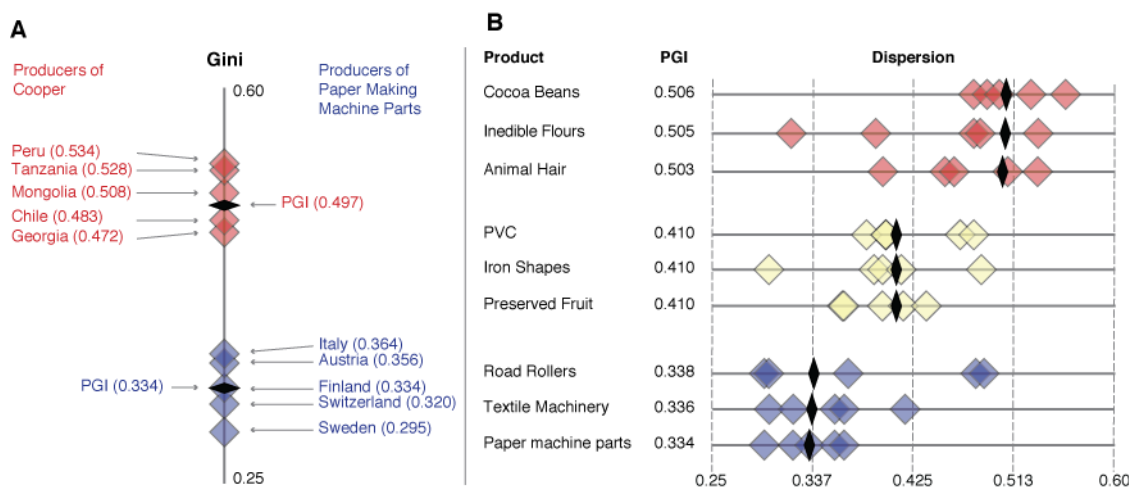 A
Gini
Producers of
Cooper
Producers of
Paper Making
Machine Parts
0.60
Peru (0.534)
Tanzania (0.528)
Mongolia (0.508)
PGI (0.497)
Chile (0.483)
Georgia (0.472)
Italy (0.364)
Austria (0.356)
PGI (0.334)
Finland (0.334)
Switzerland (0.320)
Sweden (0.295)
0.25
B
Product PGI Dispersion
Cocoa Beans 0.506
Inedible Flours 0.505
Animal Hair 0.503
PVC 0.410
Iron Shapes 0.410
Preserved Fruit 0.410
Road Rollers 0.338
Textile Machinery 0.336
Paper machine parts 0.334
0.25 0.337 0.425 0.513 0.60